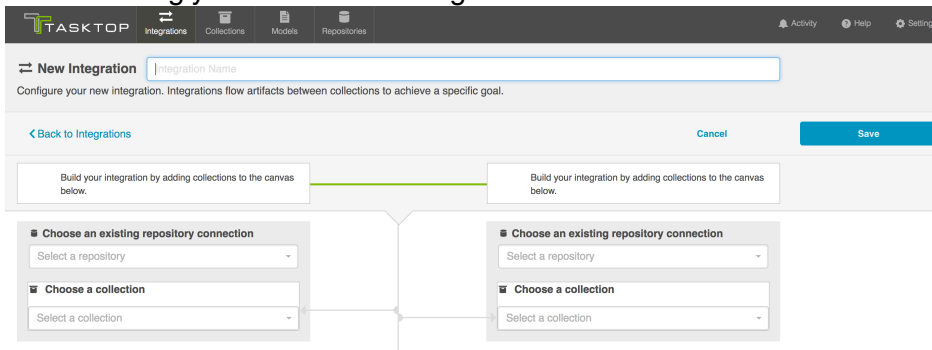 TASKTOP
Integrations
Collections
Models
Repositories
Activity
Help
New Integration
Integration Name
Configure your new integration. Integrations flow artifacts between collections to achieve a specific goal.
Back to Integrations
Cancel
Save
Build your integration by adding collections to the canvas
below.
Build your integration by adding collections to the canvas
below.
Choose an existing repository connection
Select a repository
Choose a collection
Select a collection
Choose an existing repository connection
Select a repository
Choose a collection
Select a collection